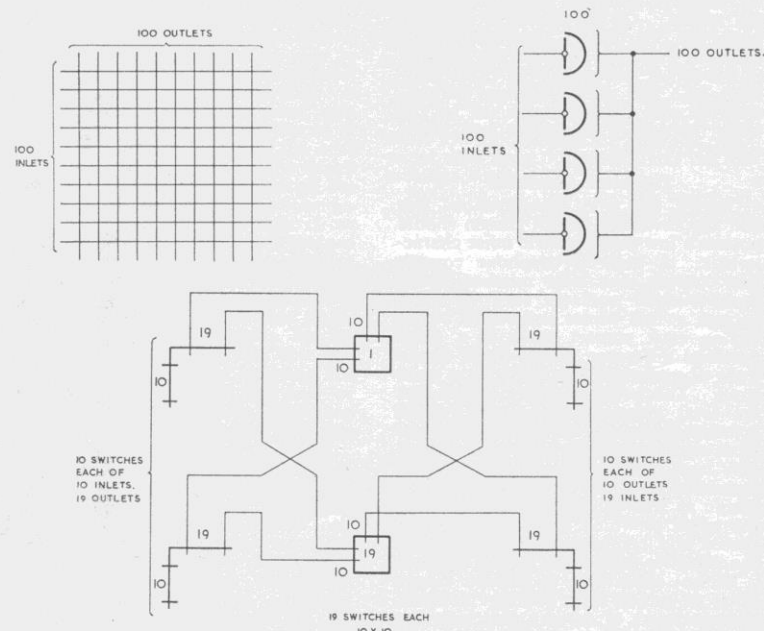 100 OUTLETS
100
INLETS
100
100 OUTLETS.
100
INLETS
19
10
10
1
10
19
10
10 SWITCHES
EACH OF
10 INLETS.
19 OUTLETS
10 SWITCHES
EACH OF
10 OUTLETS
19 INLETS
19
10
10
19
10
19
10
19 SWITCHES EACH
10 X 10